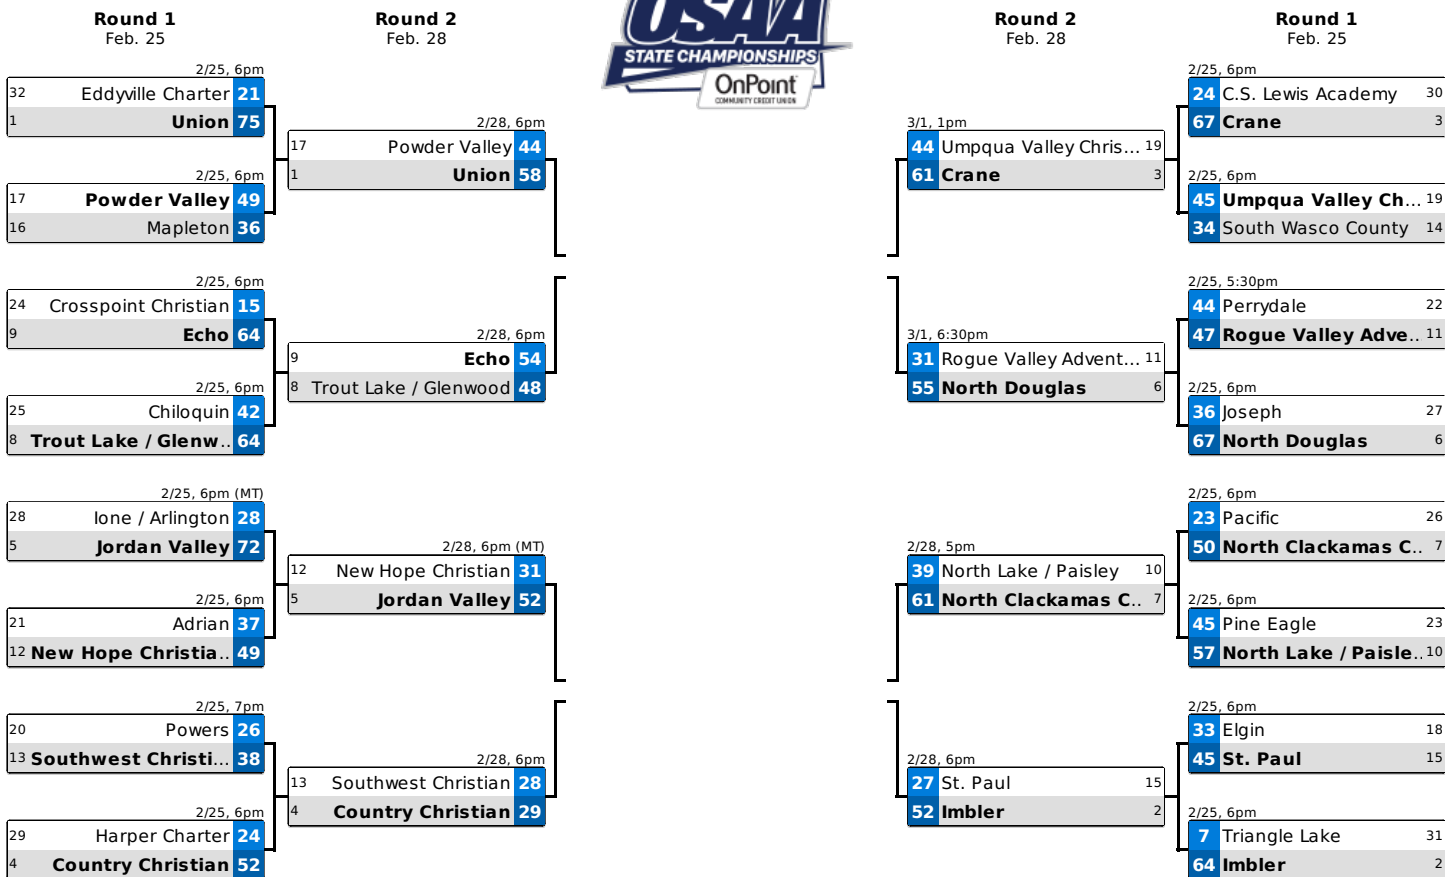 Round 1
Feb. 25
Round 2
Feb. 28
USAA
STATE CHAMPIONSHIPS
OnPoint
COMMUNITY CREDIT UNION
Round 2
Feb. 28
Round 1
Feb. 25
2/25, 6pm
32 Eddyville Charter 21
1 Union 75
2/25, 6pm
17 Powder Valley 49
16 Mapleton 36
2/25, 6pm
24 Crosspoint Christian 15
9 Echo 64
2/25, 6pm
25 Chiloquin 42
8 Trout Lake / Glenw.. 64
2/25, 6pm (MT)
28 Ione / Arlington 28
5 Jordan Valley 72
2/25, 6pm
21 Adrian 37
12 New Hope Christia.. 49
2/25, 7pm
20 Powers 26
13 Southwest Christi... 38
2/25, 6pm
29 Harper Charter 24
4 Country Christian 52
2/28, 6pm
17 Powder Valley 44
1 Union 58
2/28, 6pm
9 Echo 54
8 Trout Lake / Glenwood 48
2/28, 6pm (MT)
12 New Hope Christian 31
5 Jordan Valley 52
2/28, 6pm
13 Southwest Christian 28
4 Country Christian 29
3/1, 1pm
44 Umpqua Valley Chris... 19
61 Crane 3
3/1, 6:30pm
31 Rogue Valley Advent... 11
55 North Douglas 6
2/28, 5pm
39 North Lake / Paisley 10
61 North Clackamas C.. 7
2/28, 6pm
27 St. Paul 15
52 Imbler 2
2/25, 6pm
24 C.S. Lewis Academy 30
67 Crane 3
2/25, 6pm
45 Umpqua Valley Ch... 19
34 South Wasco County 14
2/25, 5:30pm
44 Perrydale 22
47 Rogue Valley Adve.. 11
2/25, 6pm
36 Joseph 27
67 North Douglas 6
2/25, 6pm
23 Pacific 26
50 North Clackamas C.. 7
2/25, 6pm
45 Pine Eagle 23
57 North Lake / Paisle.. 10
2/25, 6pm
33 Elgin 18
45 St. Paul 15
2/25, 6pm
7 Triangle Lake 31
64 Imbler 2